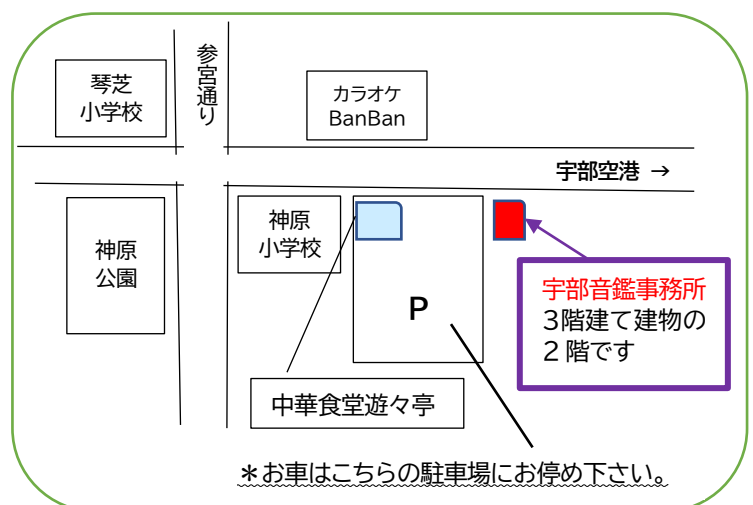 琴芝
小学校
参宮通り
カラオケ
BanBan
宇部空港 →
神原
公園
神原
小学校
P
宇部音鑑事務所
3階建て建物の
2階です
中華食堂遊々亭
＊お車はこちらの駐車場にお停め下さい。